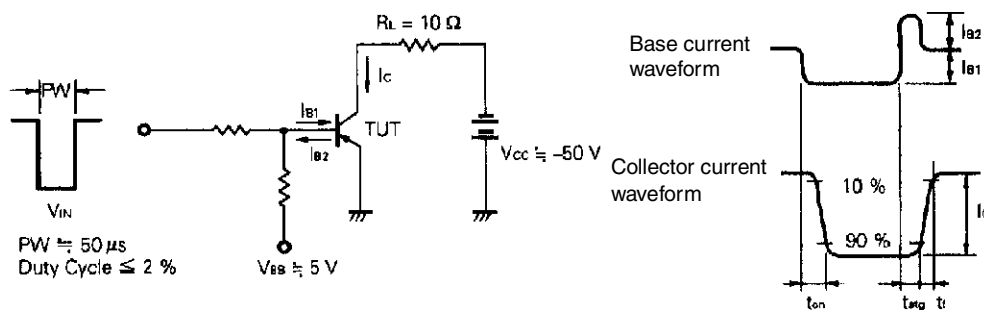 RL = 10 Ω
IC
PW
IB1
TUT
IB2
VCC ≒ –50 V
VIN
PW ≒ 50 μs
Duty Cycle ≦ 2 %
VBB ≒ 5 V
Base current
waveform
IB2
IB1
Collector current
waveform
10 %
90 %
ton
tstg
tf